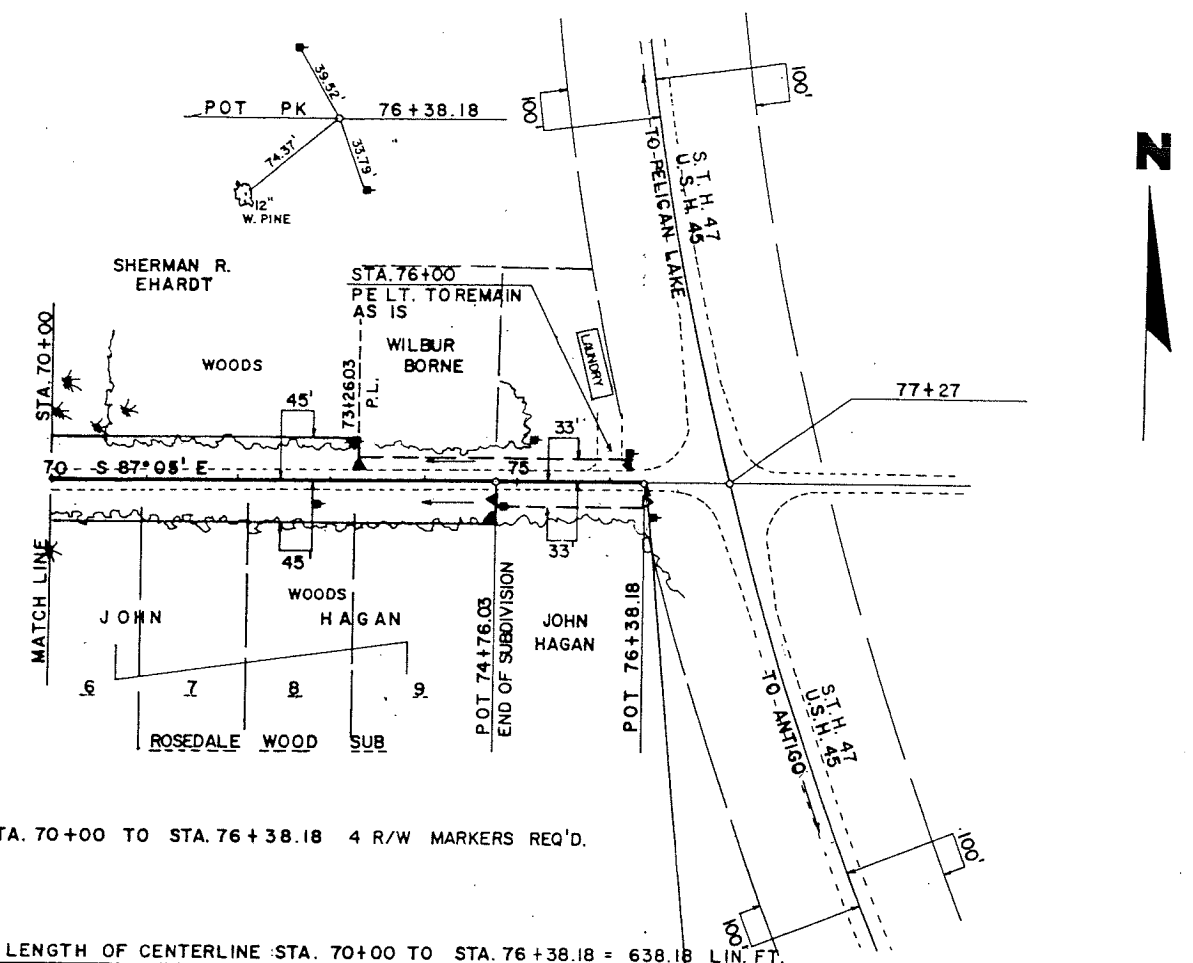 39.52'
POT PK 76+38.18
74.37'
33.79'
12"
W. PINE
100'
100'
N
TO PELICAN LAKE
S.T.H. 47
U.S.H. 45
SHERMAN R.
EHARDT
STA. 76+00
P E LT. TO REMAIN
AS IS
WILBUR
BORNE
LAUNDRY
WOODS
STA. 70+00
45'
73+26.03
P.L.
33'
77+27
70 S 87°05' E
75
45'
33'
MATCH LINE
WOODS
JOHN HAGAN
6 7 8 9
ROSEDALE WOOD SUB
POT 74+76.03
END OF SUBDIVISION
JOHN
HAGAN
POT 76+38.18
TO ANTIGO
S.T.H. 47
U.S.H. 45
TA. 70+00 TO STA. 76+38.18 4 R/W MARKERS REQ'D.
100'
100'
LENGTH OF CENTERLINE STA. 70+00 TO STA. 76+38.18 = 638.18 LIN. FT.